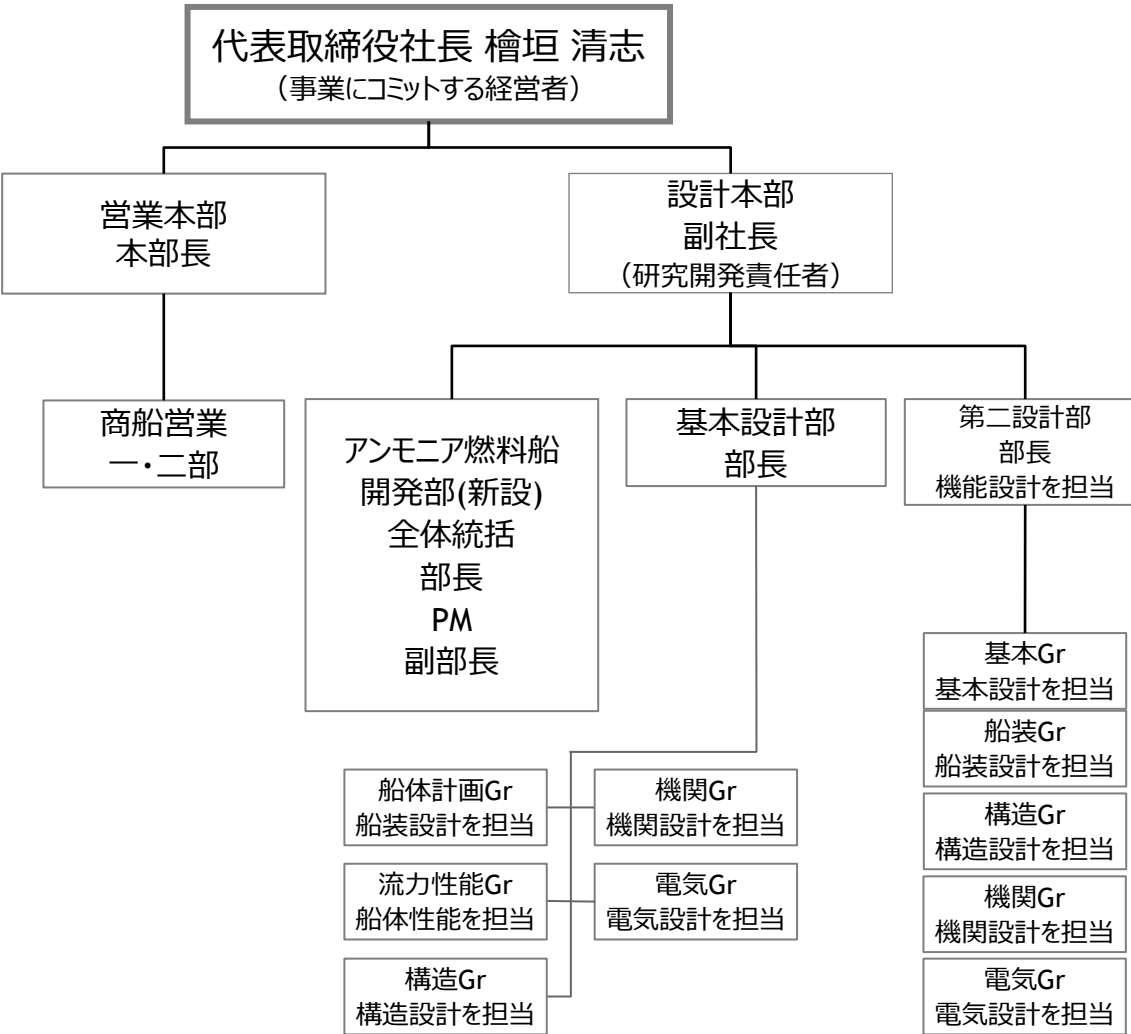 代表取締役社長 檜垣 清志
（事業にコミットする経営者）
営業本部
本部長
設計本部
副社長
（研究開発責任者）
商船営業
一・二部
アンモニア燃料船
開発部(新設)
全体統括
部長
PM
副部長
基本設計部
部長
第二設計部
部長
機能設計を担当
船体計画Gr
船装設計を担当
機関Gr
機関設計を担当
流力性能Gr
船体性能を担当
電気Gr
電気設計を担当
構造Gr
構造設計を担当
基本Gr
基本設計を担当
船装Gr
船装設計を担当
構造Gr
構造設計を担当
機関Gr
機関設計を担当
電気Gr
電気設計を担当